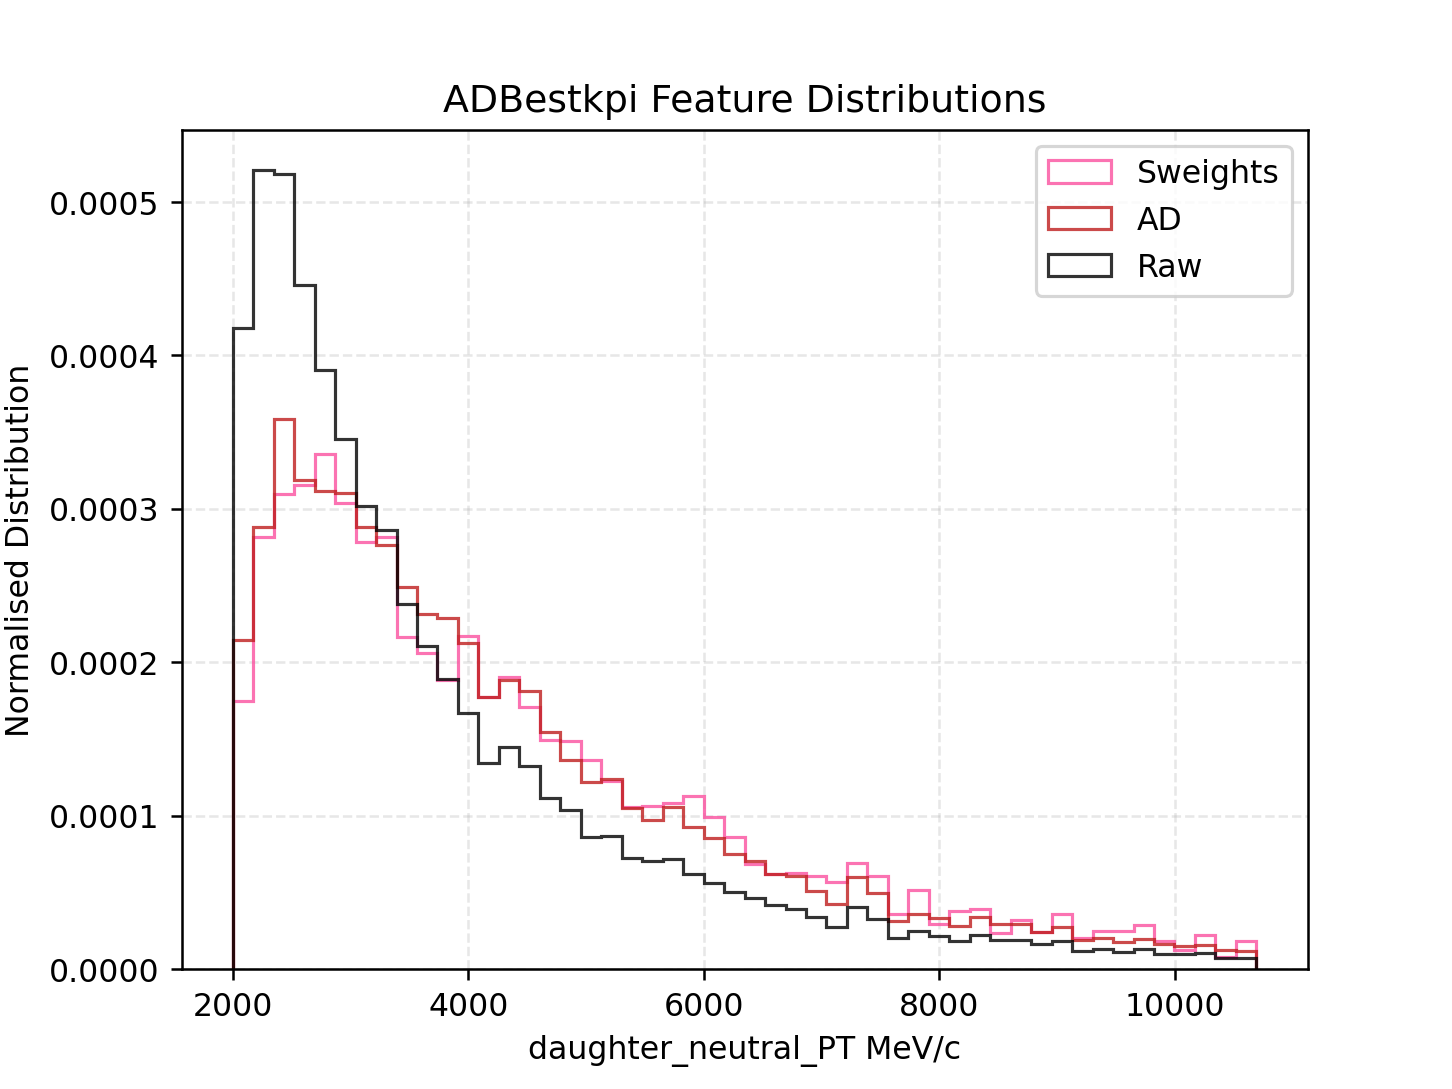 ADBestkpi Feature Distributions
Sweights
AD
Raw
Normalised Distribution
0.0005
0.0004
0.0003
0.0002
0.0001
0.0000
2000 4000 6000 8000 10000
daughter_neutral_PT MeV/c